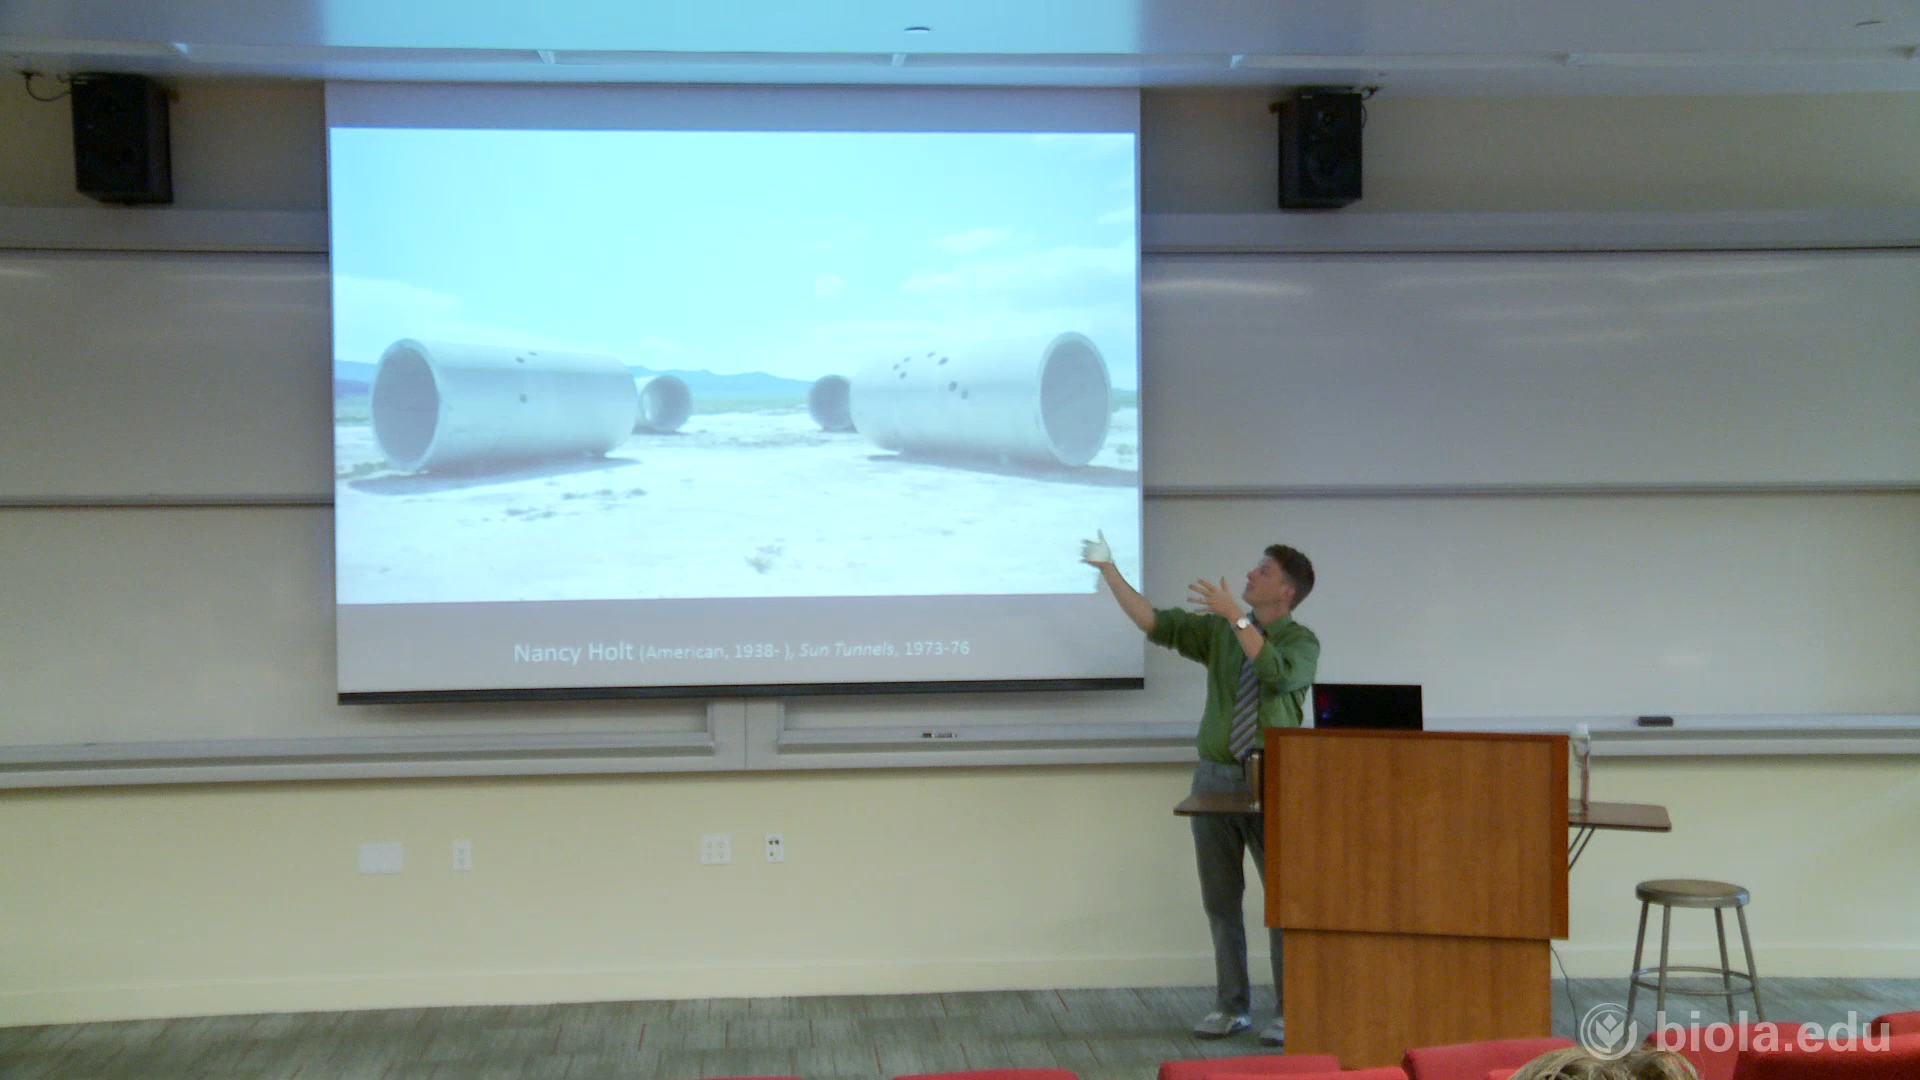 Nancy Holt (American, 1938- ), Sun Tunnels, 1973-76
biola.edu